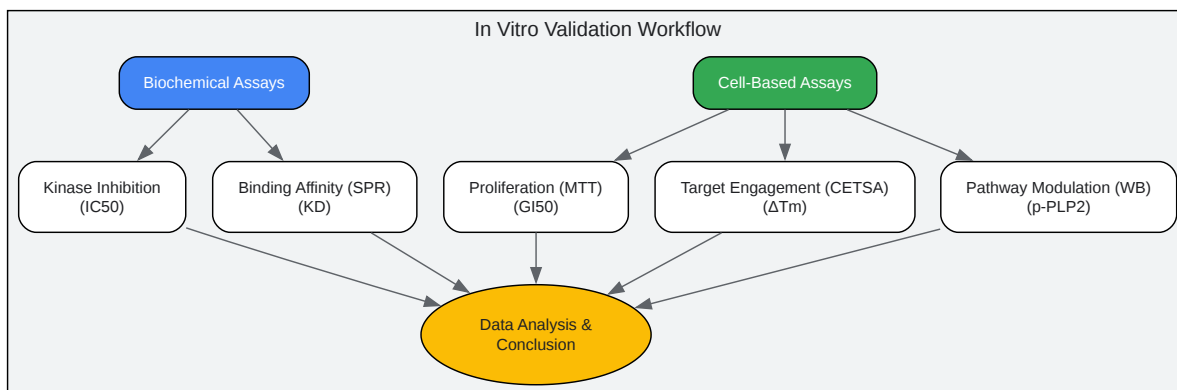 In Vitro Validation Workflow
Biochemical Assays
Cell-Based Assays
Kinase Inhibition
(IC50)
Binding Affinity (SPR)
(KD)
Proliferation (MTT)
(GI50)
Target Engagement (CETSA)
(ΔTm)
Pathway Modulation (WB)
(p-PLP2)
Data Analysis &
Conclusion